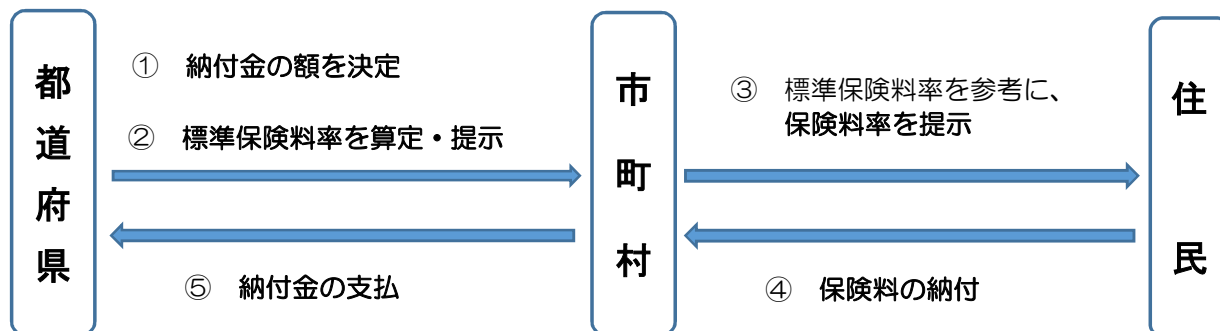 都道府県
① 納付金の額を決定
② 標準保険料率を算定・提示
⑤ 納付金の支払
市町村
③ 標準保険料率を参考に、
保険料率を提示
④ 保険料の納付
住民